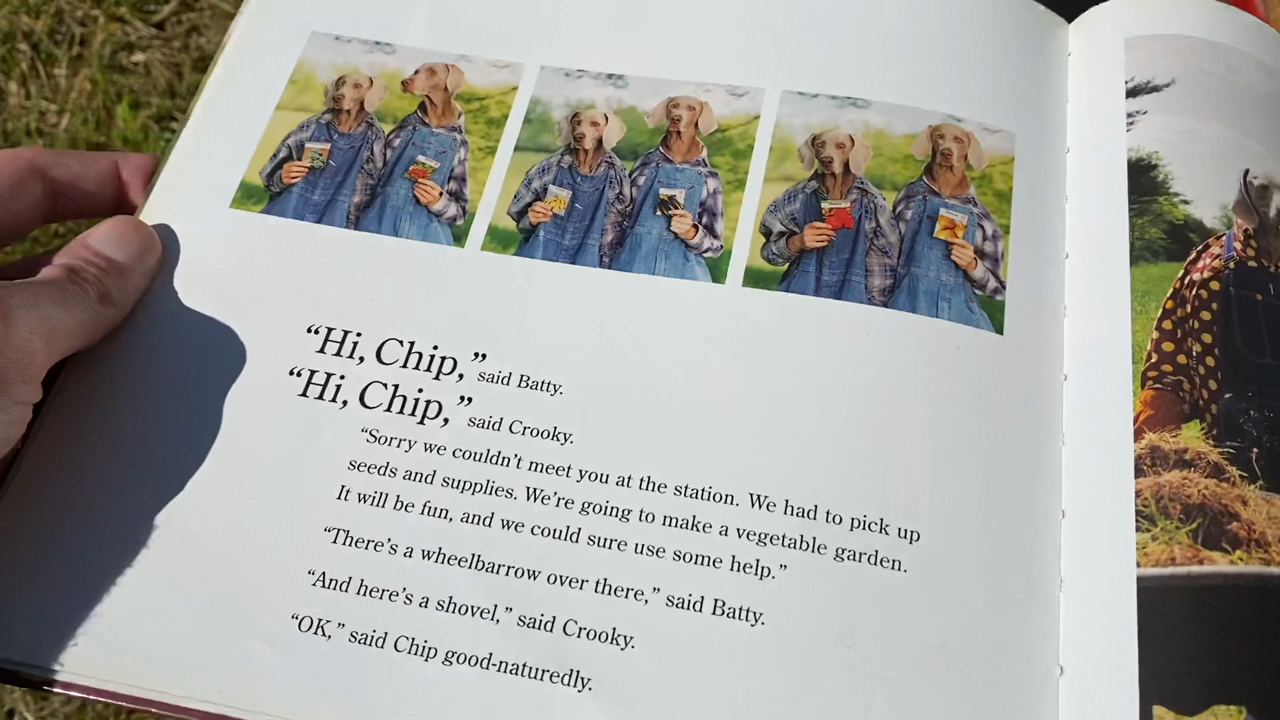 “Hi, Chip,” said Batty.
“Hi, Chip,” said Crooky.
“Sorry we couldn’t meet you at the station. We had to pick up
seeds and supplies. We’re going to make a vegetable garden.
It will be fun, and we could sure use some help.”
“There’s a wheelbarrow over there,” said Batty.
“And here’s a shovel,” said Crooky.
“OK,” said Chip good-naturedly.